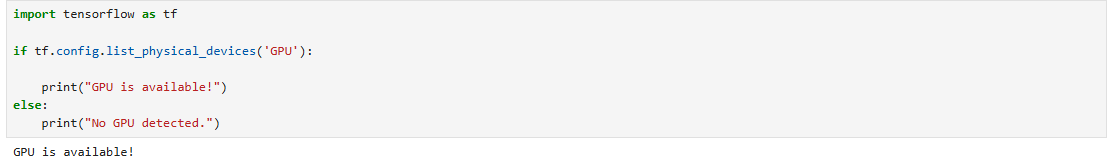 import tensorflow as tf
if tf.config.list_physical_devices('GPU'):
    print("GPU is available!")
else:
    print("No GPU detected.")
GPU is available!